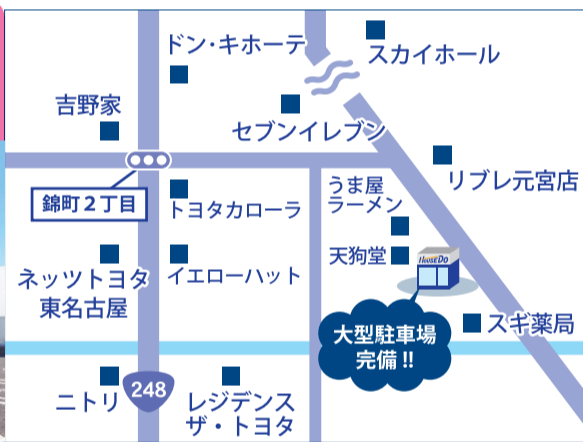 ドン・キホーテ
スカイホール
吉野家
セブンイレブン
錦町2丁目
トヨタカローラ
うま屋
ラーメン
リブレ元宮店
天狗堂
HOUSEDO
ネッツトヨタ
東名古屋
イエローハット
大型駐車場
完備!!
スギ薬局
ニトリ
248
レジデンス
ザ・トヨタ